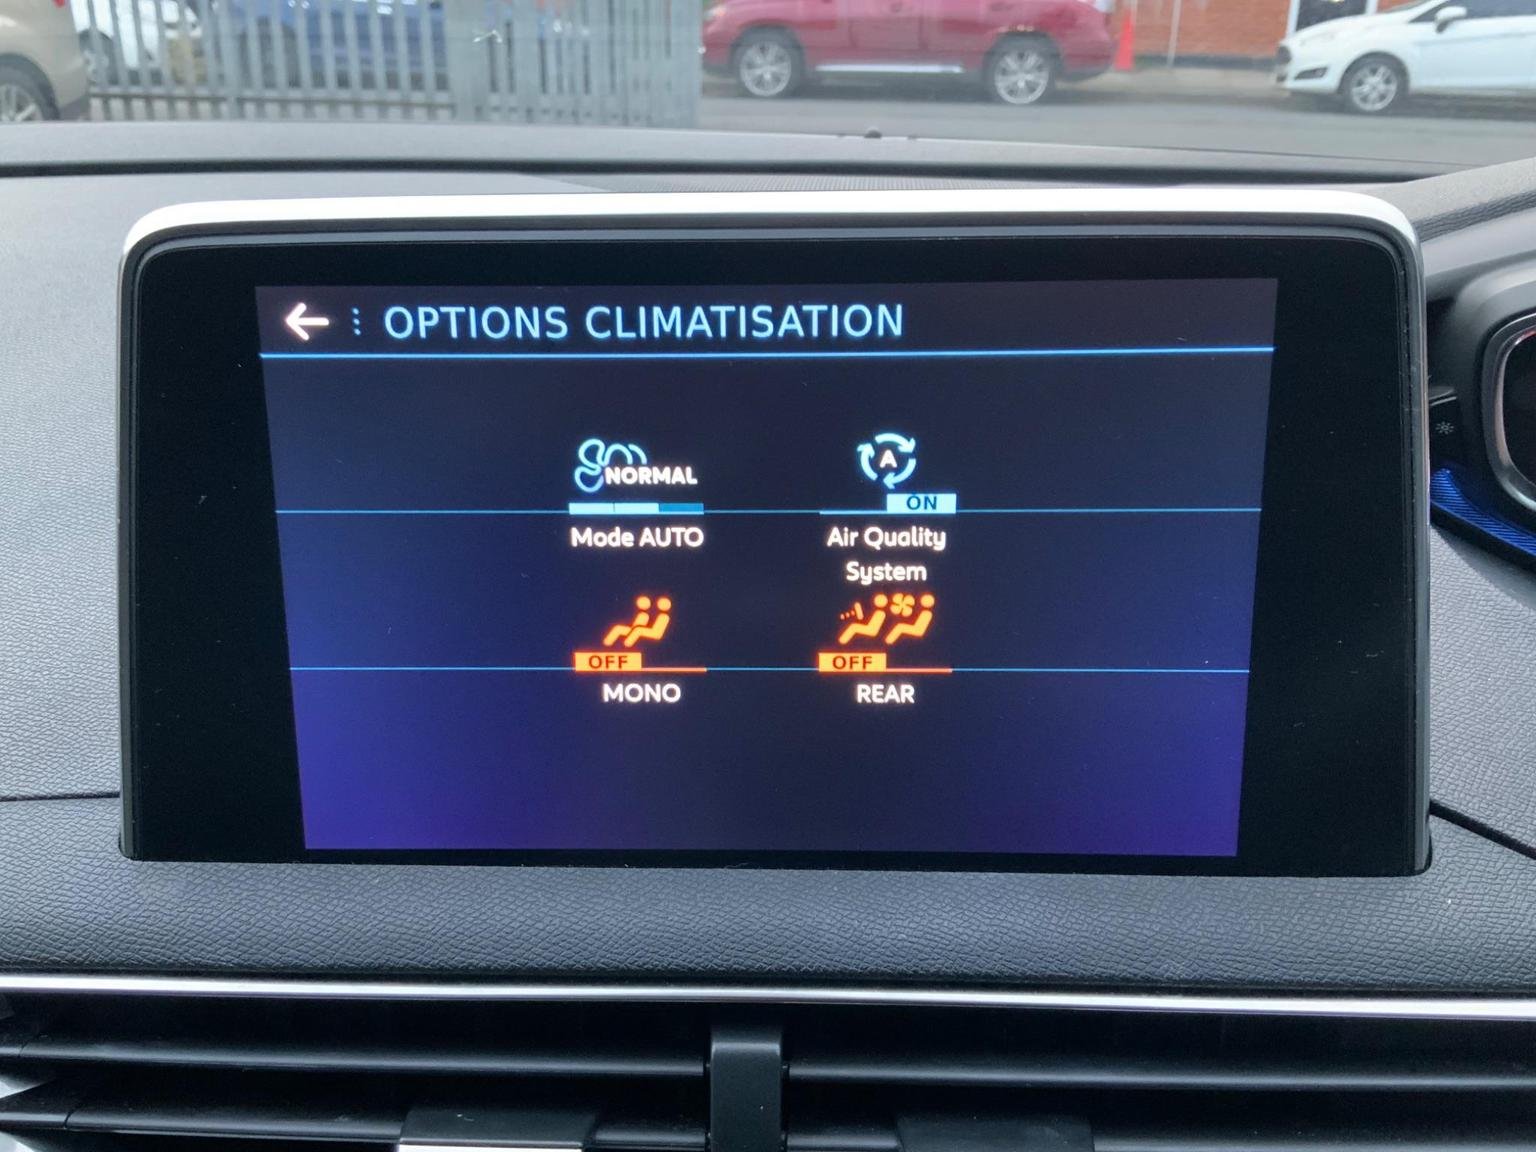 OPTIONS CLIMATISATION
NORMAL
A
ON
Mode AUTO
Air Quality
System
OFF
OFF
MONO
REAR